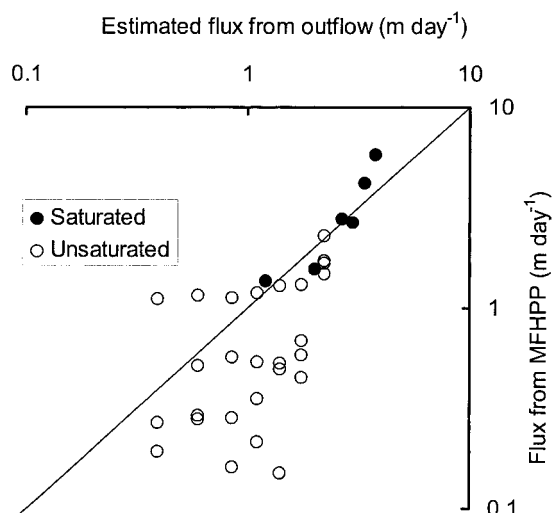 Estimated flux from outflow (m day⁻¹)
0.1 1 10
10
Saturated
Unsaturated
1
0.1
Flux from MFHPP (m day⁻¹)